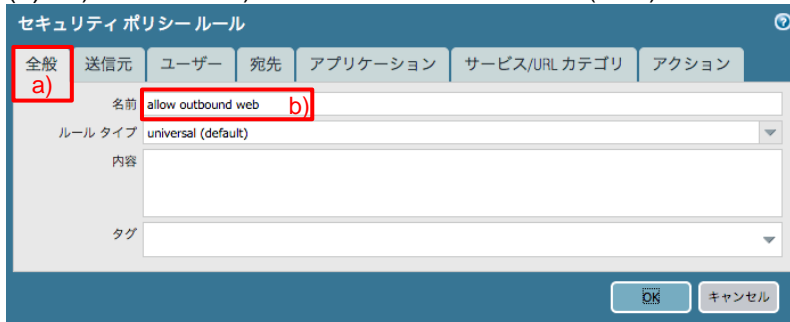 セキュリティ ポリシー ルール
全般 送信元 ユーザー 宛先 アプリケーション サービス/URL カテゴリ アクション
a)
名前 allow outbound web b)
ルール タイプ universal (default)
内容
タグ
OK キャンセル